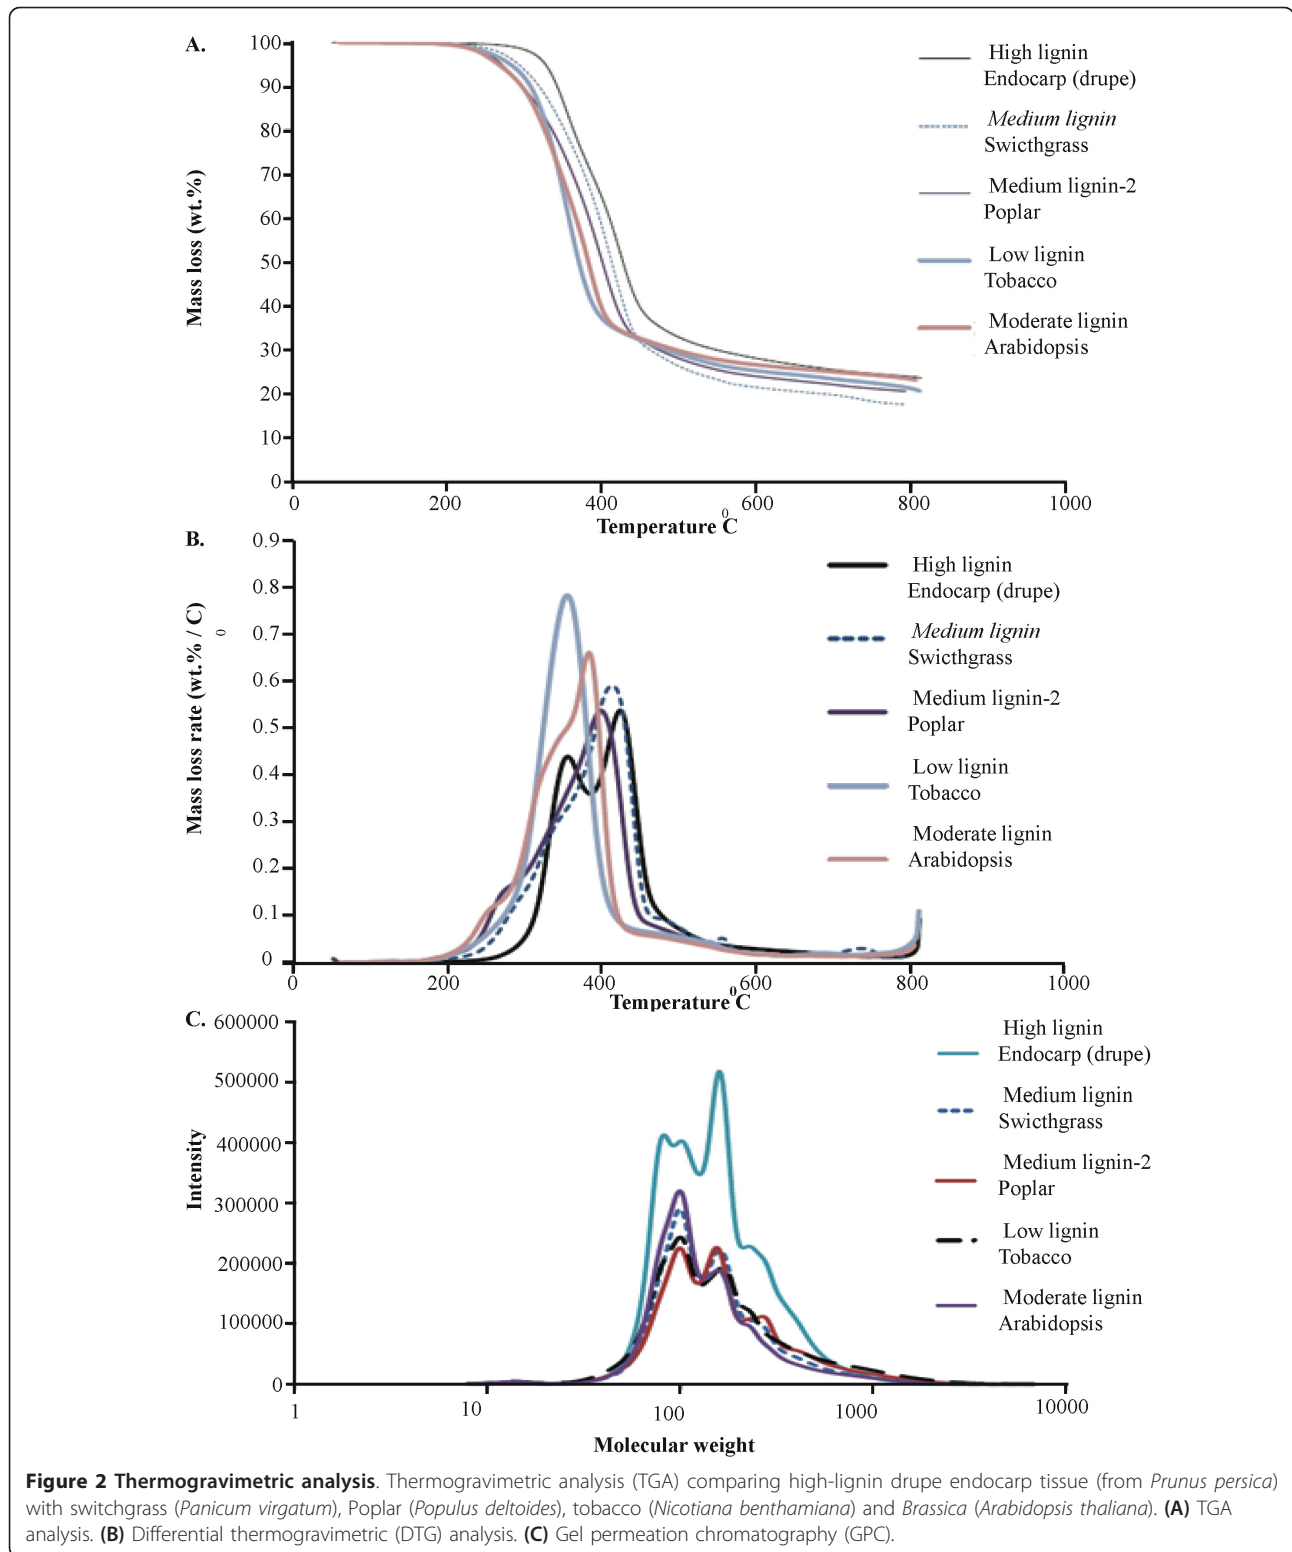 A.
Mass loss (wt.%)
100
90
80
70
60
50
40
30
20
10
0
0 200 400 600 800 1000
Temperature ⁰C
High lignin
Endocarp (drupe)
Medium lignin
Swicthgrass
Medium lignin-2
Poplar
Low lignin
Tobacco
Moderate lignin
Arabidopsis
B.
Mass loss rate (wt.% / ⁰C)
0.9
0.8
0.7
0.6
0.5
0.4
0.3
0.2
0.1
0
0 200 400 600 800 1000
Temperature ⁰C
High lignin
Endocarp (drupe)
Medium lignin
Swicthgrass
Medium lignin-2
Poplar
Low lignin
Tobacco
Moderate lignin
Arabidopsis
C.
Intensity
600000
500000
400000
300000
200000
100000
0
1 10 100 1000 10000
Molecular weight
High lignin
Endocarp (drupe)
Medium lignin
Swicthgrass
Medium lignin-2
Poplar
Low lignin
Tobacco
Moderate lignin
Arabidopsis
Figure 2 Thermogravimetric analysis. Thermogravimetric analysis (TGA) comparing high-lignin drupe endocarp tissue (from Prunus persica)
with switchgrass (Panicum virgatum), Poplar (Populus deltoides), tobacco (Nicotiana benthamiana) and Brassica (Arabidopsis thaliana). (A) TGA
analysis. (B) Differential thermogravimetric (DTG) analysis. (C) Gel permeation chromatography (GPC).